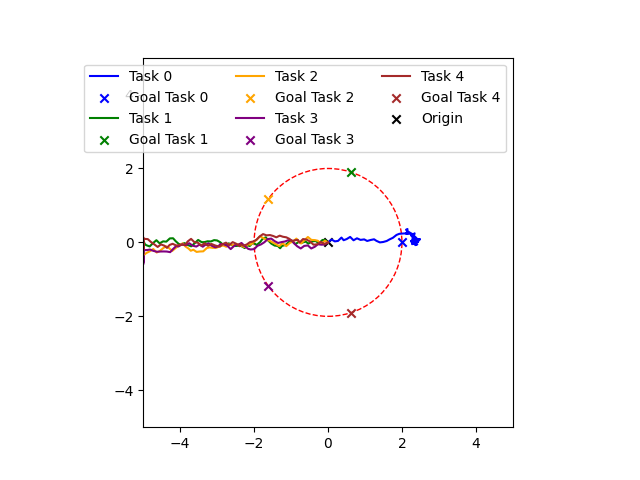 Task 0 Task 2 Task 4
Goal Task 0 Goal Task 2 Goal Task 4
Task 1 Task 3 Origin
Goal Task 1 Goal Task 3
4
2
0
−2
−4
−4 −2 0 2 4